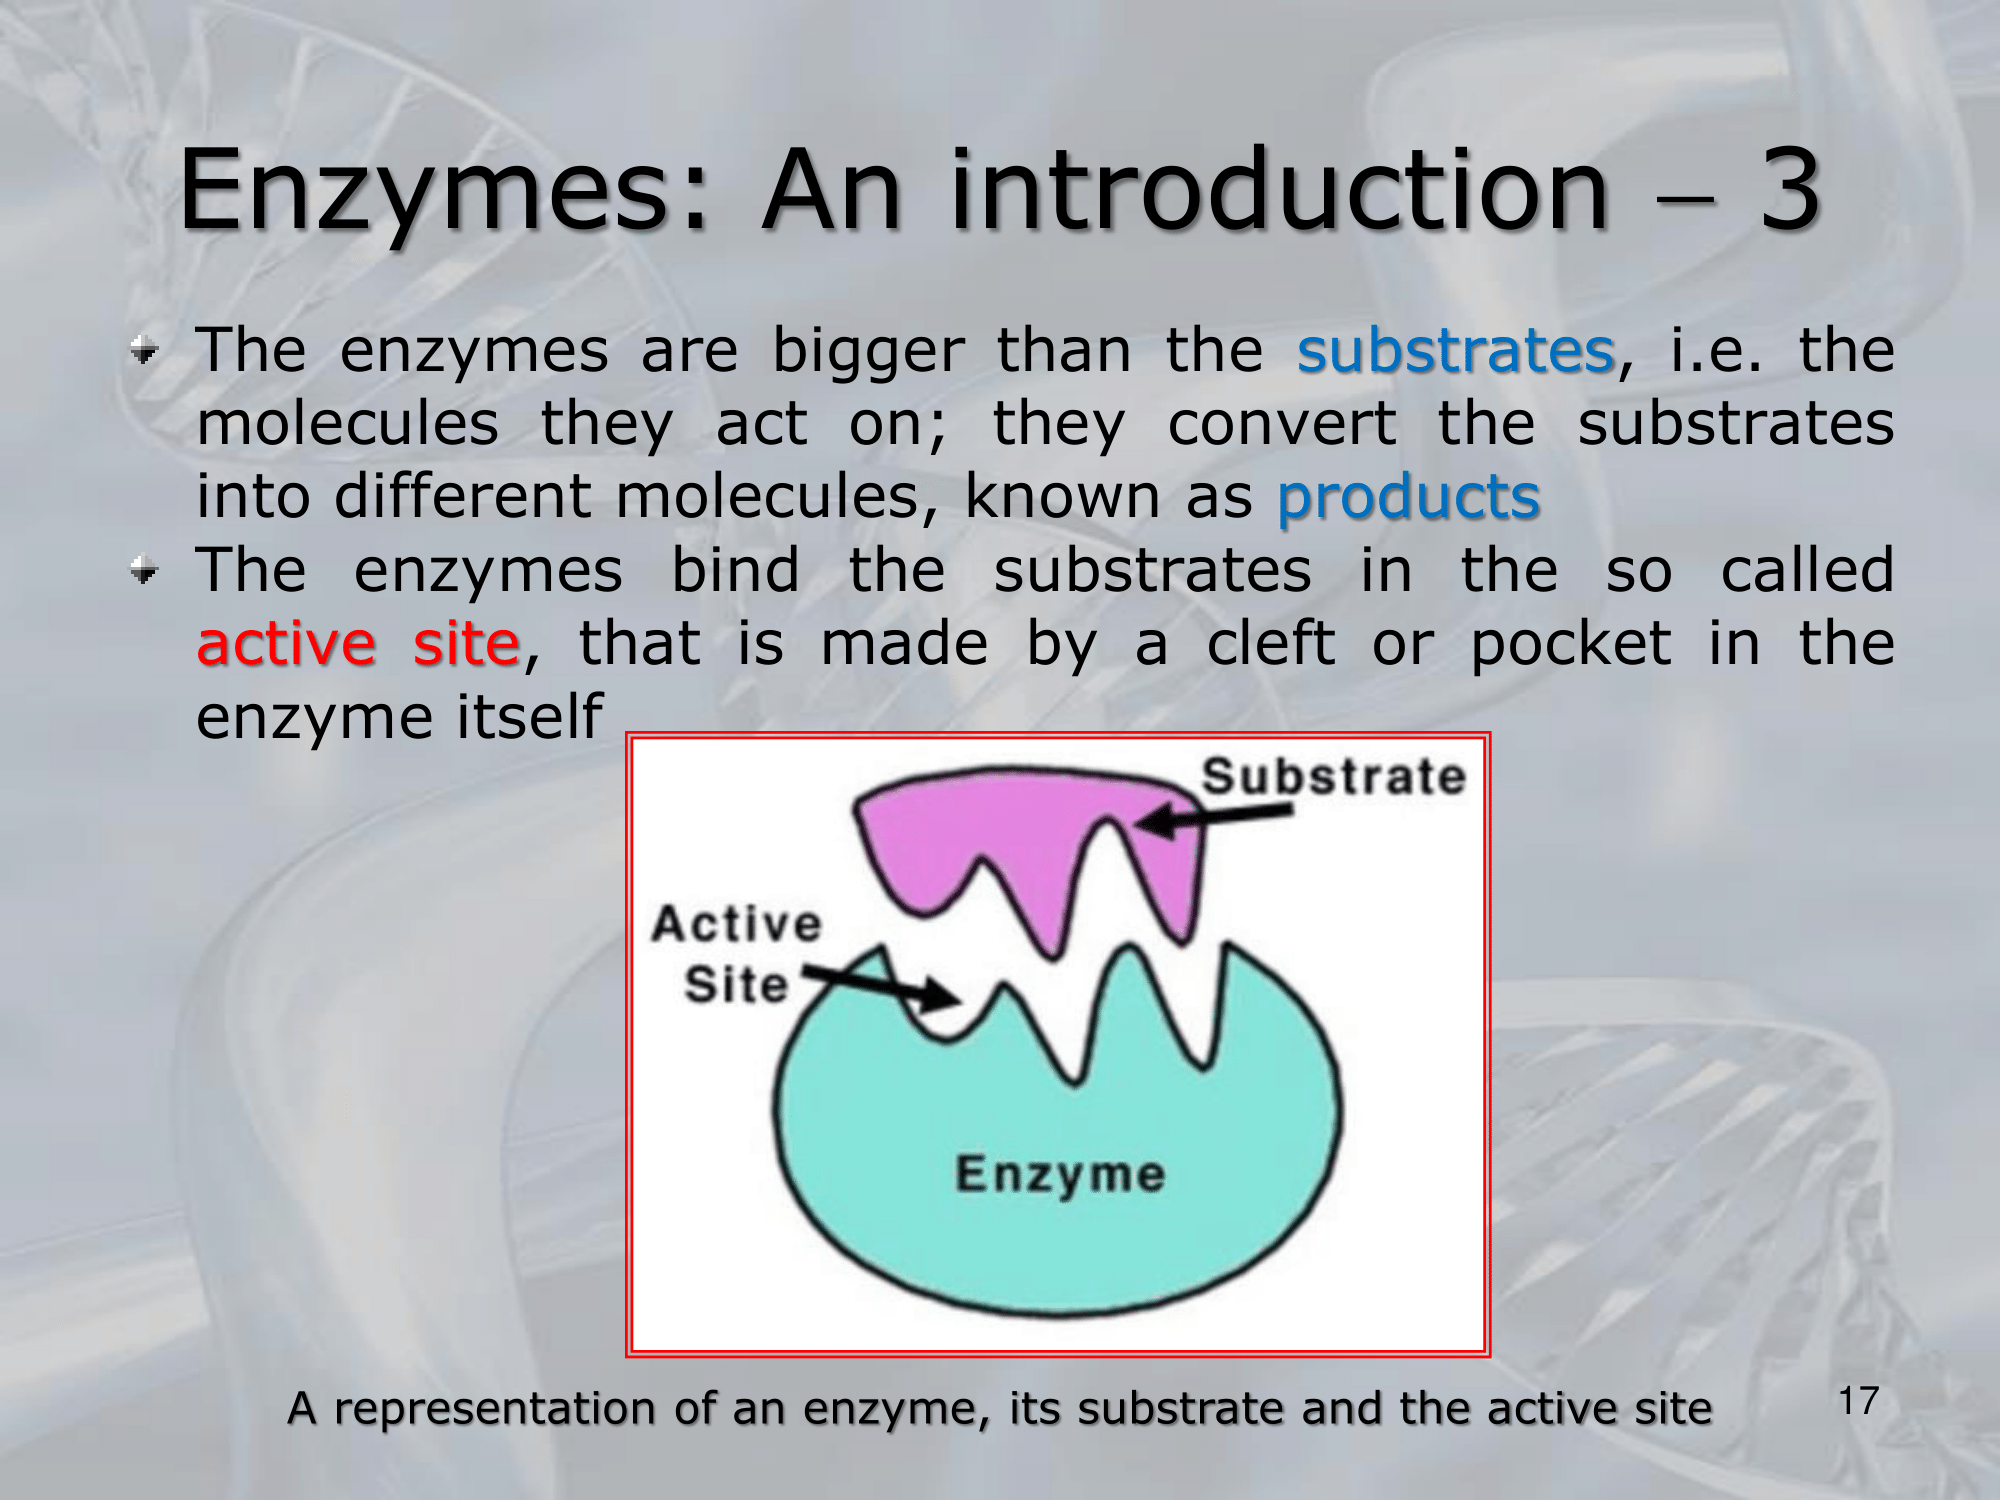 Enzymes: An introduction – 3
The enzymes are bigger than the substrates, i.e. the
molecules they act on; they convert the substrates
into different molecules, known as products
The enzymes bind the substrates in the so called
active site, that is made by a cleft or pocket in the
enzyme itself
Substrate
Active
Site
Enzyme
A representation of an enzyme, its substrate and the active site
17